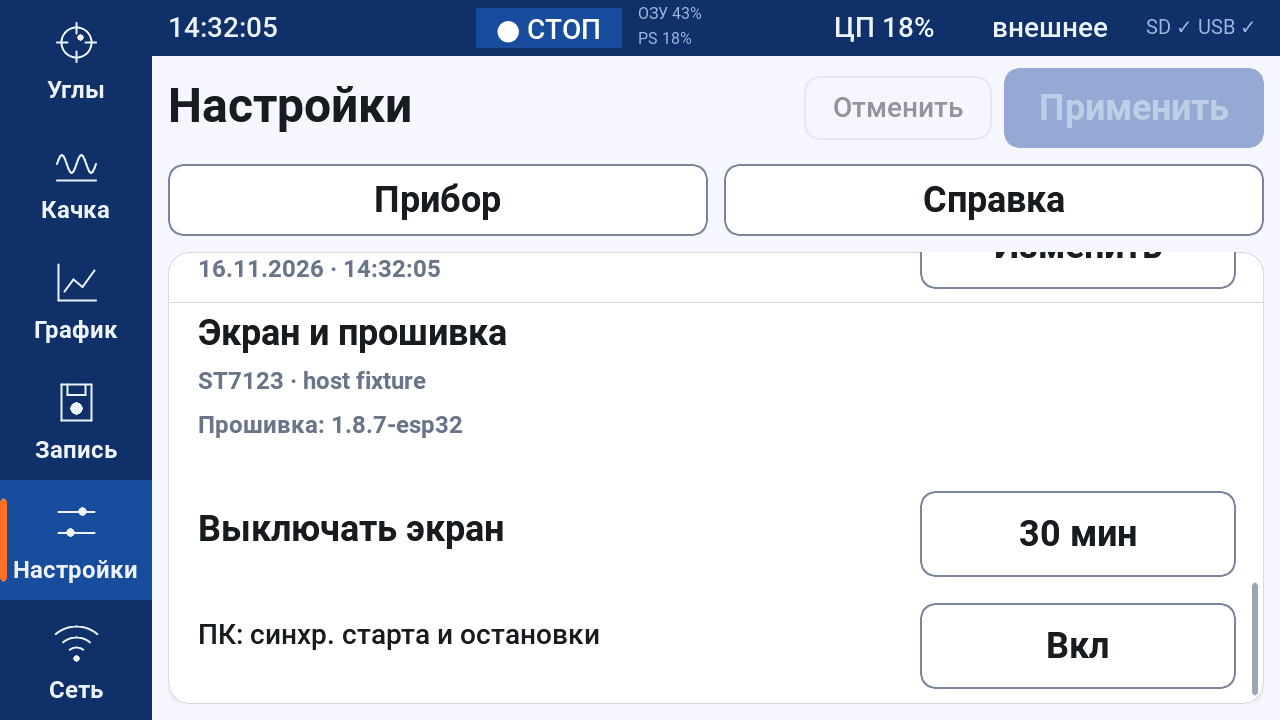 14:32:05
СТОП
ОЗУ 43%
PS 18%
ЦП 18%
внешнее
SD ✓ USB ✓
Углы
Качка
График
Запись
Настройки
Сеть
Настройки
Отменить
Применить
Прибор
Справка
16.11.2026 · 14:32:05
Изменить
Экран и прошивка
ST7123 · host fixture
Прошивка: 1.8.7-esp32
Выключать экран
30 мин
ПК: синхр. старта и остановки
Вкл